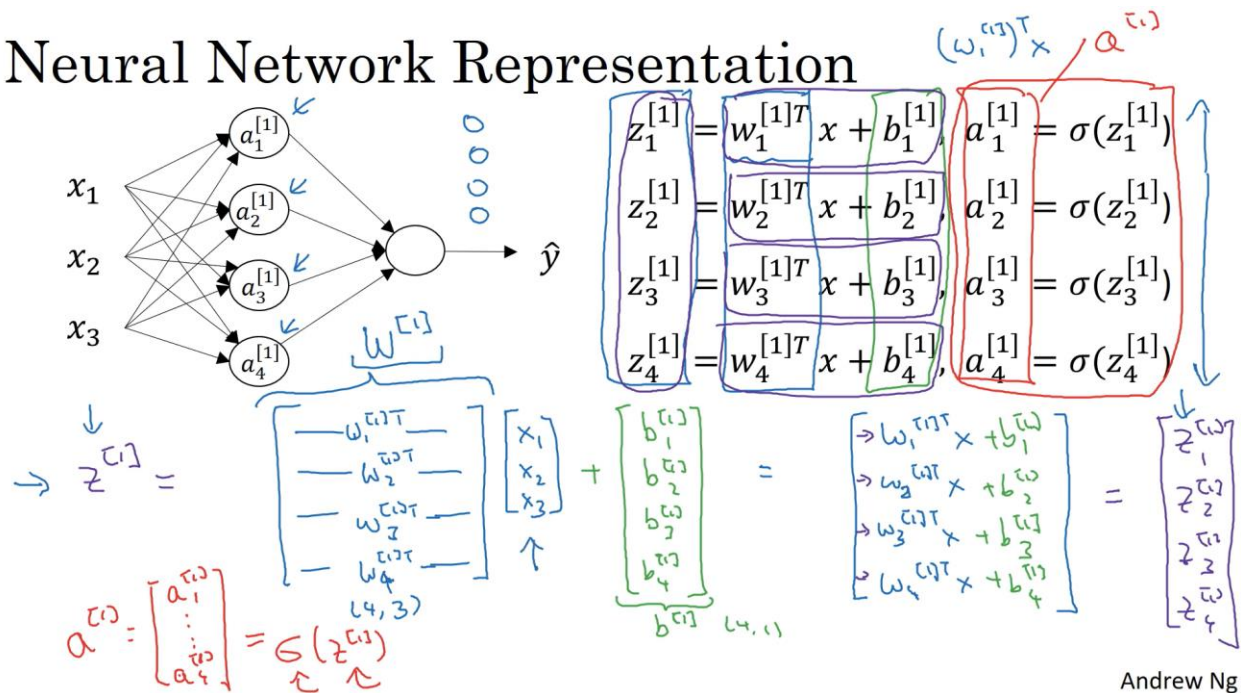 Neural Network Representation
(w₁^[1])ᵀ x
a^[1]
x₁
x₂
x₃
a₁^[1]
a₂^[1]
a₃^[1]
a₄^[1]
ŷ
z₁^[1] = w₁^[1]T x + b₁^[1], a₁^[1] = σ(z₁^[1])
z₂^[1] = w₂^[1]T x + b₂^[1], a₂^[1] = σ(z₂^[1])
z₃^[1] = w₃^[1]T x + b₃^[1], a₃^[1] = σ(z₃^[1])
z₄^[1] = w₄^[1]T x + b₄^[1], a₄^[1] = σ(z₄^[1])
W^[1]
→ z^[1] =
w₁^[1]T
w₂^[1]T
w₃^[1]T
w₄^[1]T
(4,3)
x₁
x₂
x₃
+
b₁^[1]
b₂^[1]
b₃^[1]
b₄^[1]
b^[1] (4,1)
=
→ w₁^[1]T x + b₁^[1]
→ w₂^[1]T x + b₂^[1]
→ w₃^[1]T x + b₃^[1]
→ w₄^[1]T x + b₄^[1]
=
z₁^[1]
z₂^[1]
z₃^[1]
z₄^[1]
a^[1] = [a₁^[1] ⋮ a₄^[1]] = σ(z^[1])
Andrew Ng